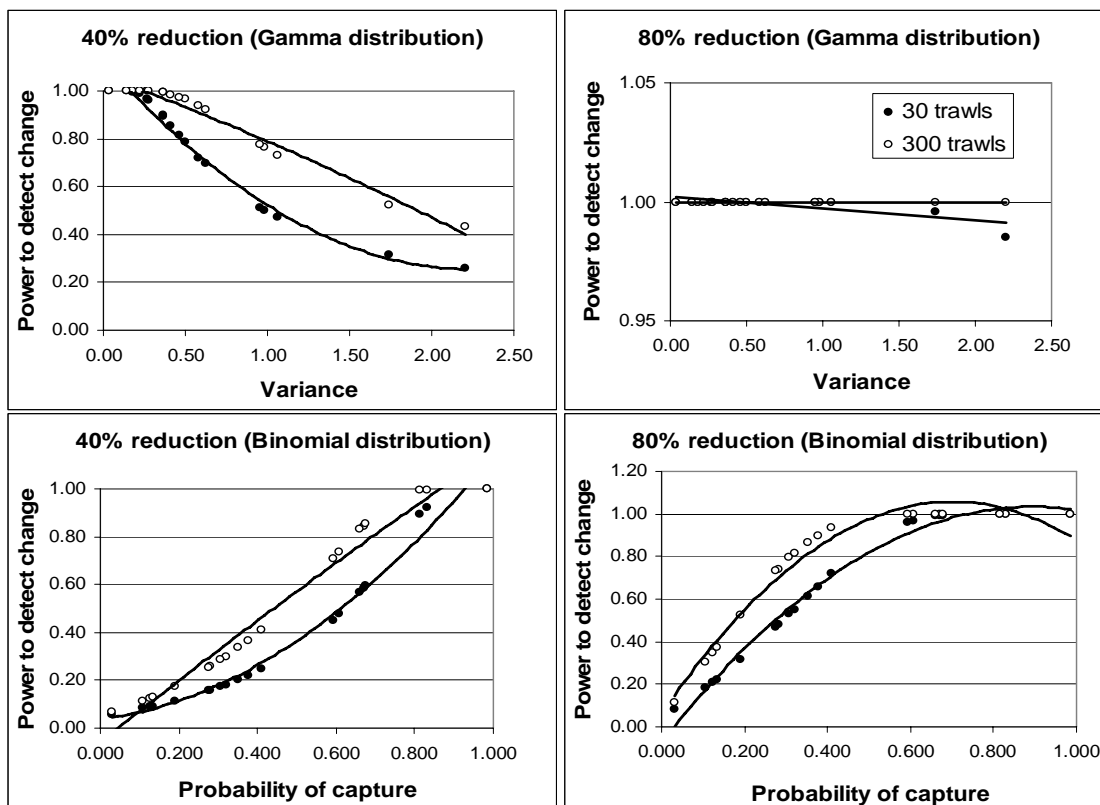 40% reduction (Gamma distribution)
Power to detect change
1.00
0.80
0.60
0.40
0.20
0.00
0.00 0.50 1.00 1.50 2.00 2.50
Variance
80% reduction (Gamma distribution)
Power to detect change
1.05
1.00
0.95
30 trawls
300 trawls
0.00 0.50 1.00 1.50 2.00 2.50
Variance
40% reduction (Binomial distribution)
Power to detect change
1.00
0.80
0.60
0.40
0.20
0.00
0.000 0.200 0.400 0.600 0.800 1.000
Probability of capture
80% reduction (Binomial distribution)
Power to detect change
1.20
1.00
0.80
0.60
0.40
0.20
0.00
0.000 0.200 0.400 0.600 0.800 1.000
Probability of capture